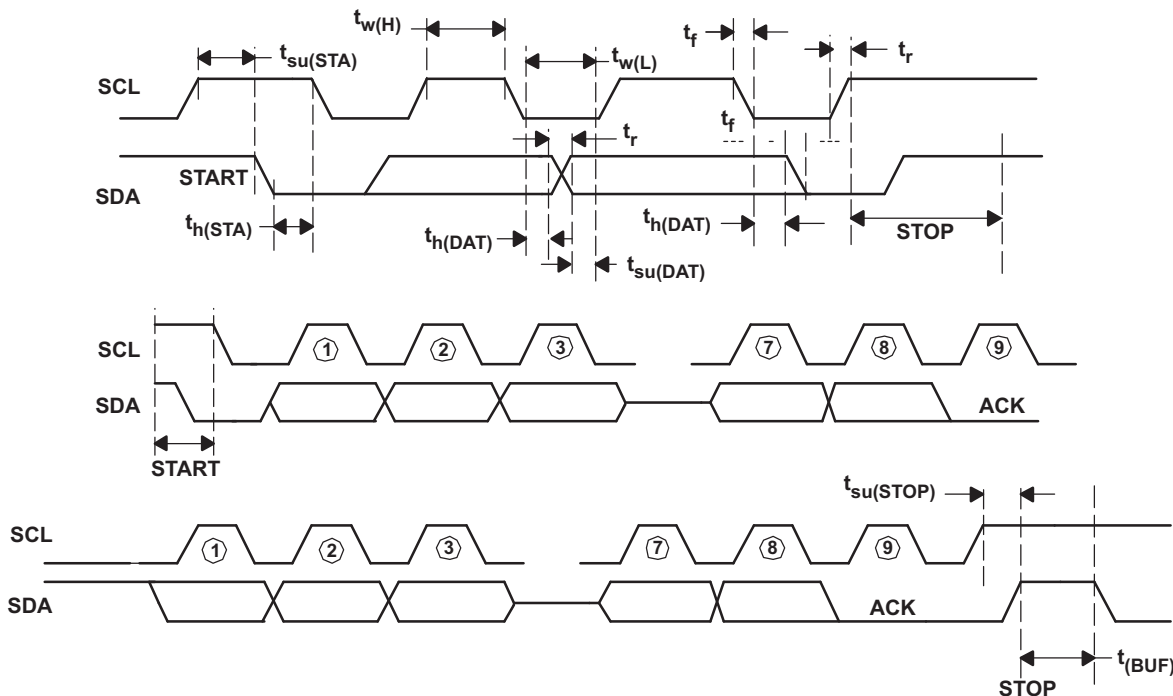 t_w(H)
t_f
t_su(STA)
t_w(L)
t_r
SCL
t_r
t_f
START
SDA
t_h(STA)
t_h(DAT)
t_h(DAT)
STOP
t_su(DAT)
SCL
1 2 3 7 8 9
SDA
ACK
START
t_su(STOP)
SCL
1 2 3 7 8 9
SDA
ACK
t_(BUF)
STOP